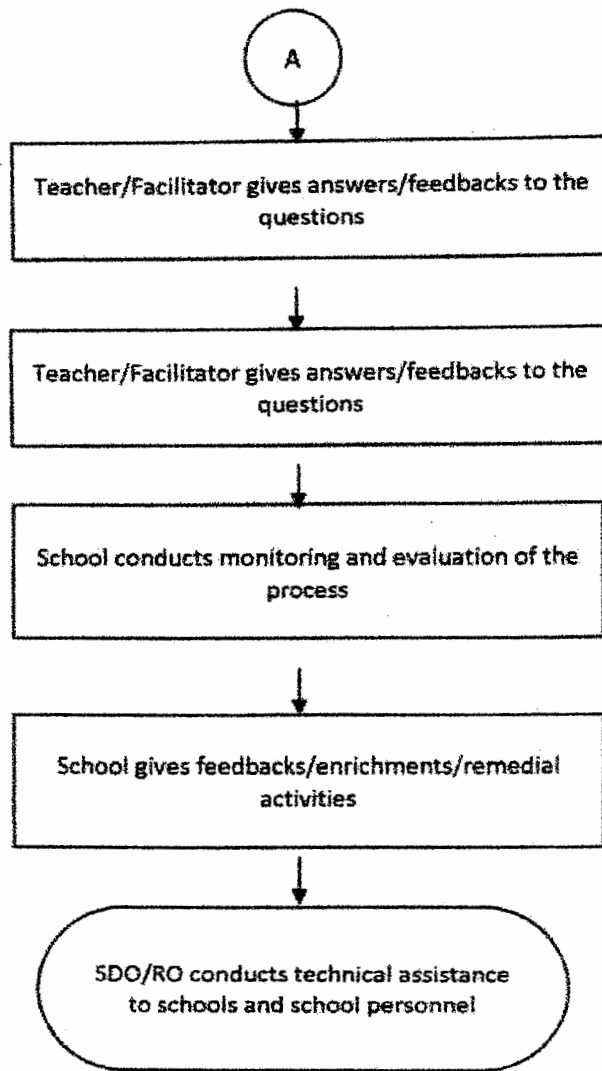 A
Teacher/Facilitator gives answers/feedbacks to the
questions
Teacher/Facilitator gives answers/feedbacks to the
questions
School conducts monitoring and evaluation of the
process
School gives feedbacks/enrichments/remedial
activities
SDO/RO conducts technical assistance
to schools and school personnel